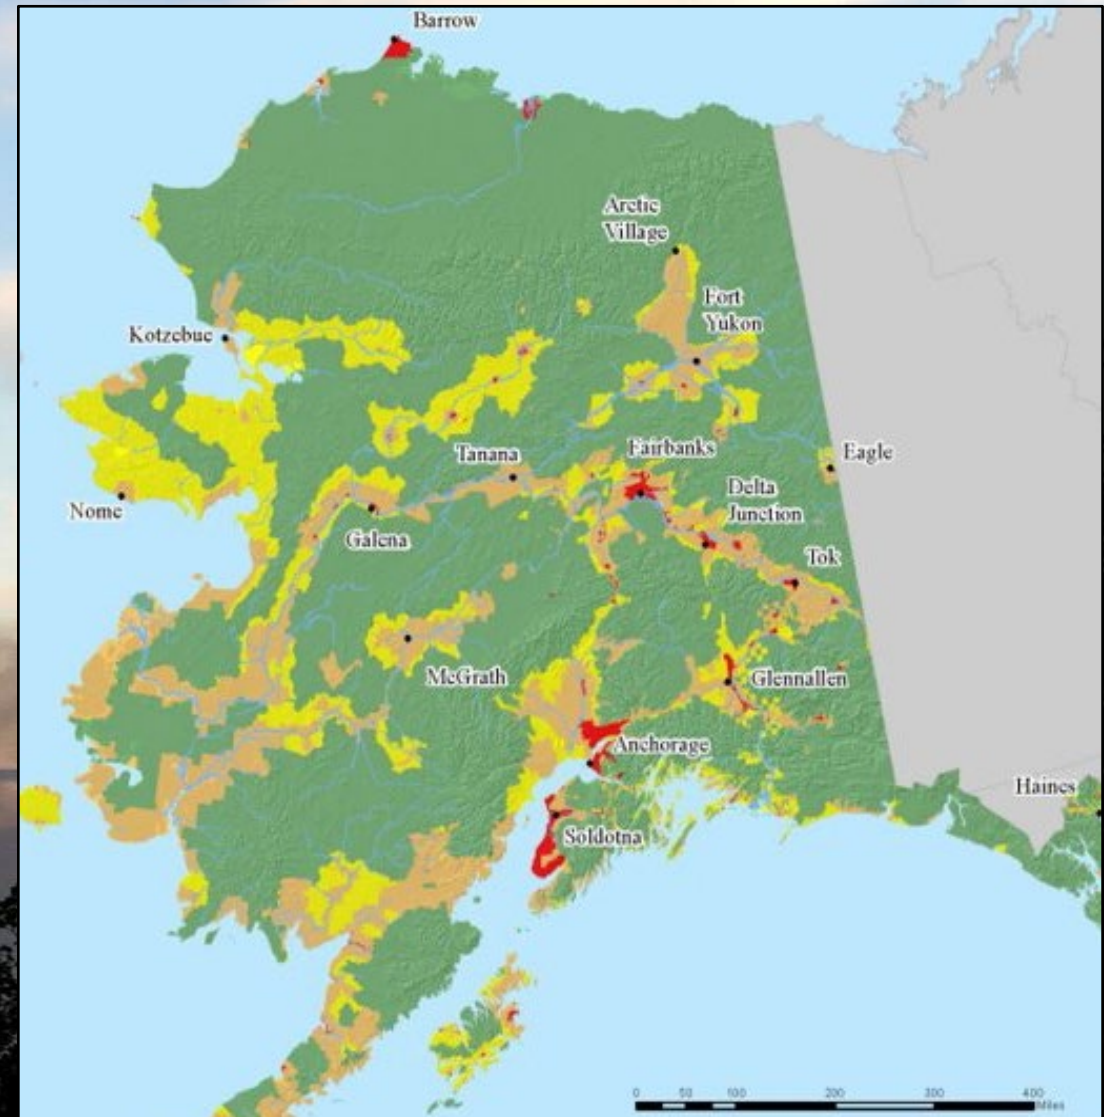 Barrow
Arctic
Village
Fort
Yukon
Kotzebue
Eagle
Fairbanks
Tanana
Delta
Junction
Nome
Galena
Tok
McGrath
Glennallen
Anchorage
Haines
Soldotna
0 50 100 200 300 400
Miles